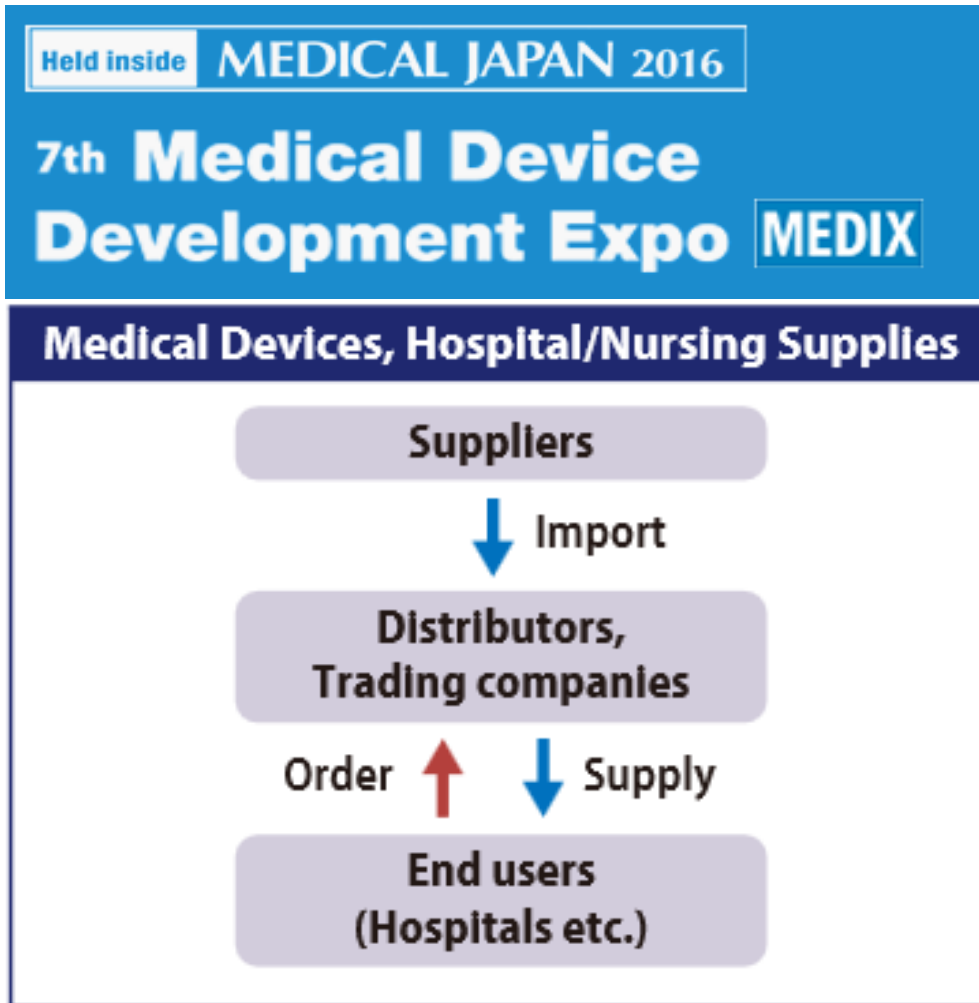 Held inside MEDICAL JAPAN 2016
7th Medical Device
Development Expo MEDIX
Medical Devices, Hospital/Nursing Supplies
Suppliers
Import
Distributors,
Trading companies
Order Supply
End users
(Hospitals etc.)